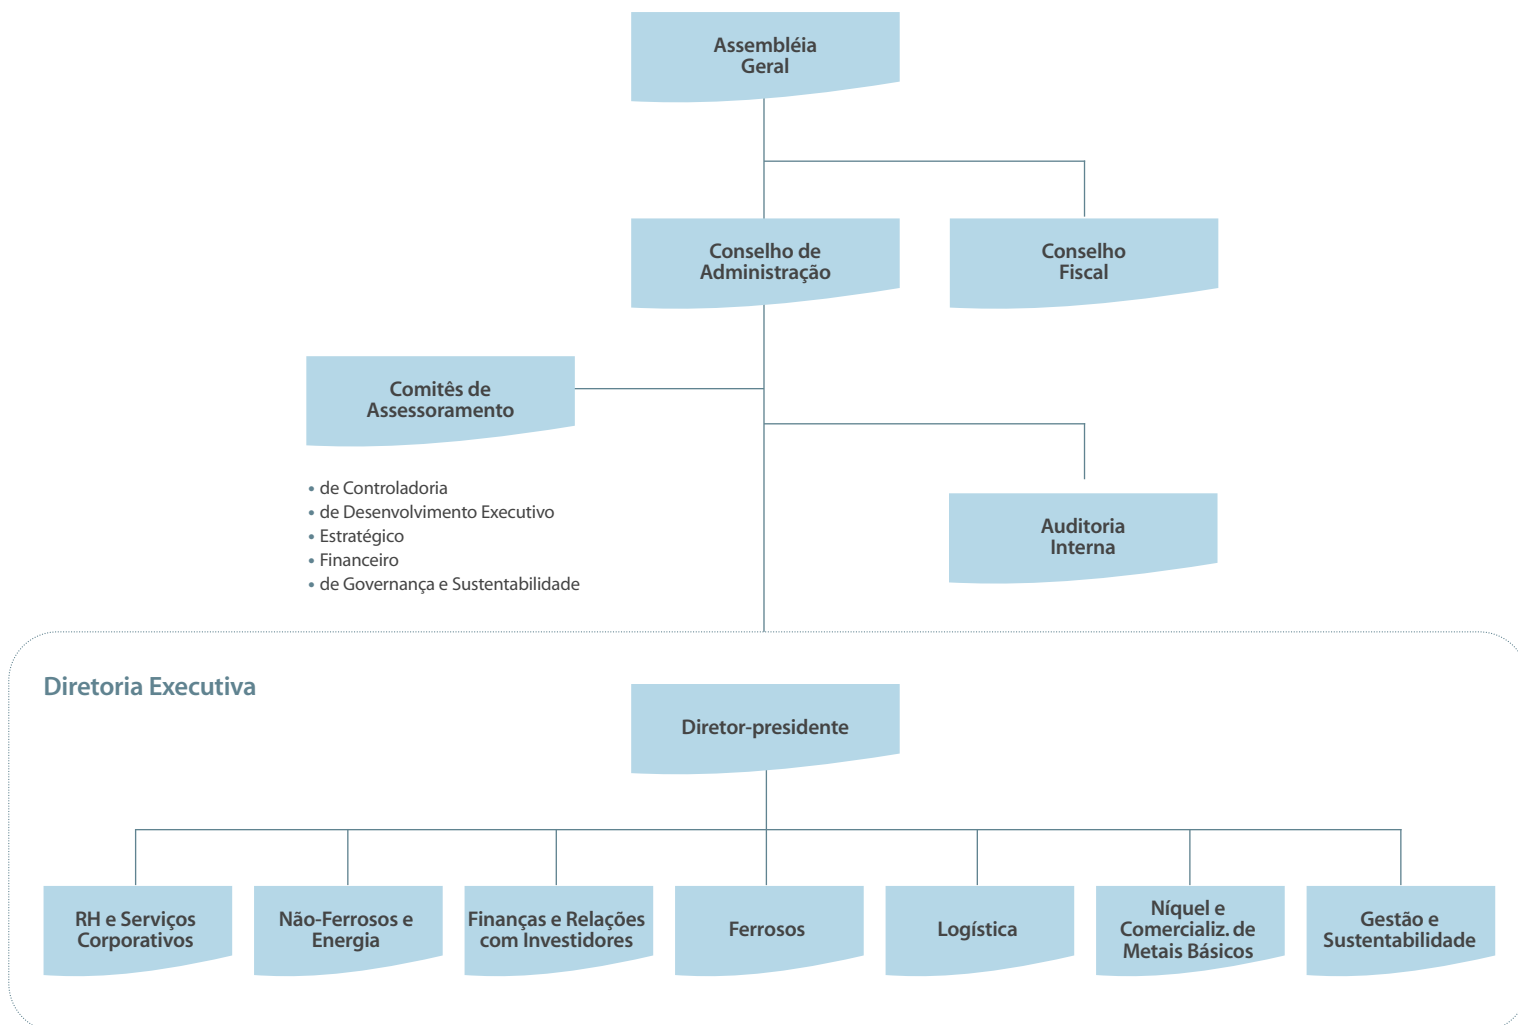 Assembléia
Geral
Conselho de
Administração
Conselho
Fiscal
Comitês de
Assessoramento
• de Controladoria
• de Desenvolvimento Executivo
• Estratégico
• Financeiro
• de Governança e Sustentabilidade
Auditoria
Interna
Diretoria Executiva
Diretor-presidente
RH e Serviços
Corporativos
Não-Ferrosos e
Energia
Finanças e Relações
com Investidores
Ferrosos
Logística
Níquel e
Comercializ. de
Metais Básicos
Gestão e
Sustentabilidade